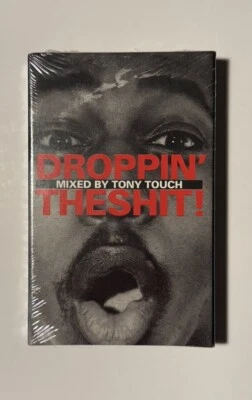 DROPPIN'
MIXED BY TONY TOUCH
THESHIT!